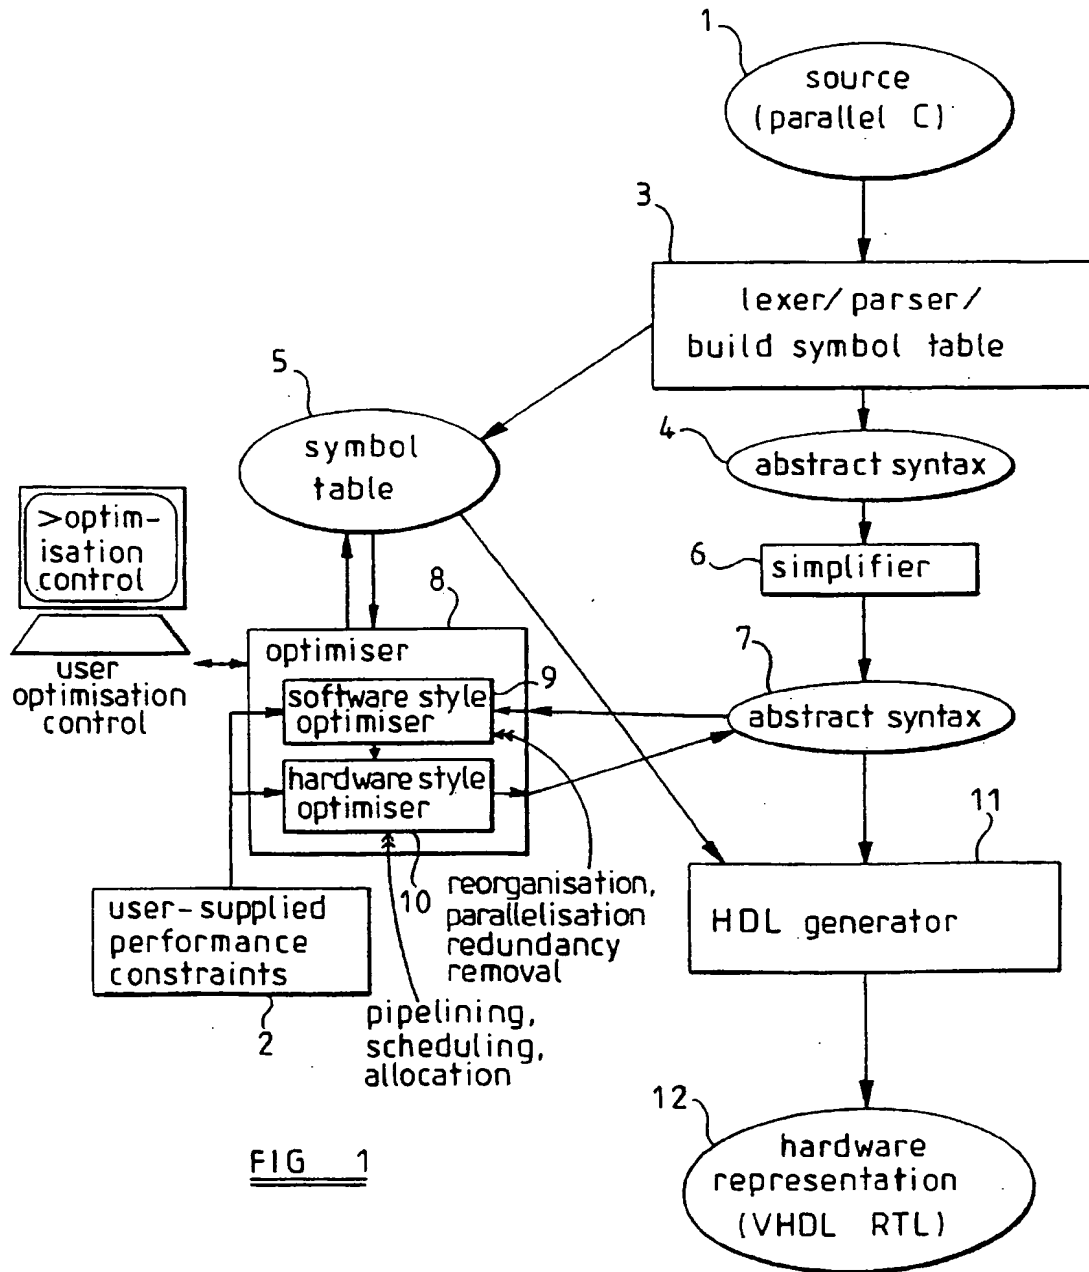 1
source
(parallel C)
3
lexer/parser/
build symbol table
5
symbol
table
4
abstract syntax
>optim-
isation
control
user
optimisation
control
6
simplifier
8
optimiser
9
software style
optimiser
hardware style
optimiser
7
abstract syntax
10
reorganisation,
parallelisation
redundancy
removal
11
HDL generator
user-supplied
performance
constraints
2
pipelining,
scheduling,
allocation
12
hardware
representation
(VHDL RTL)
FIG 1